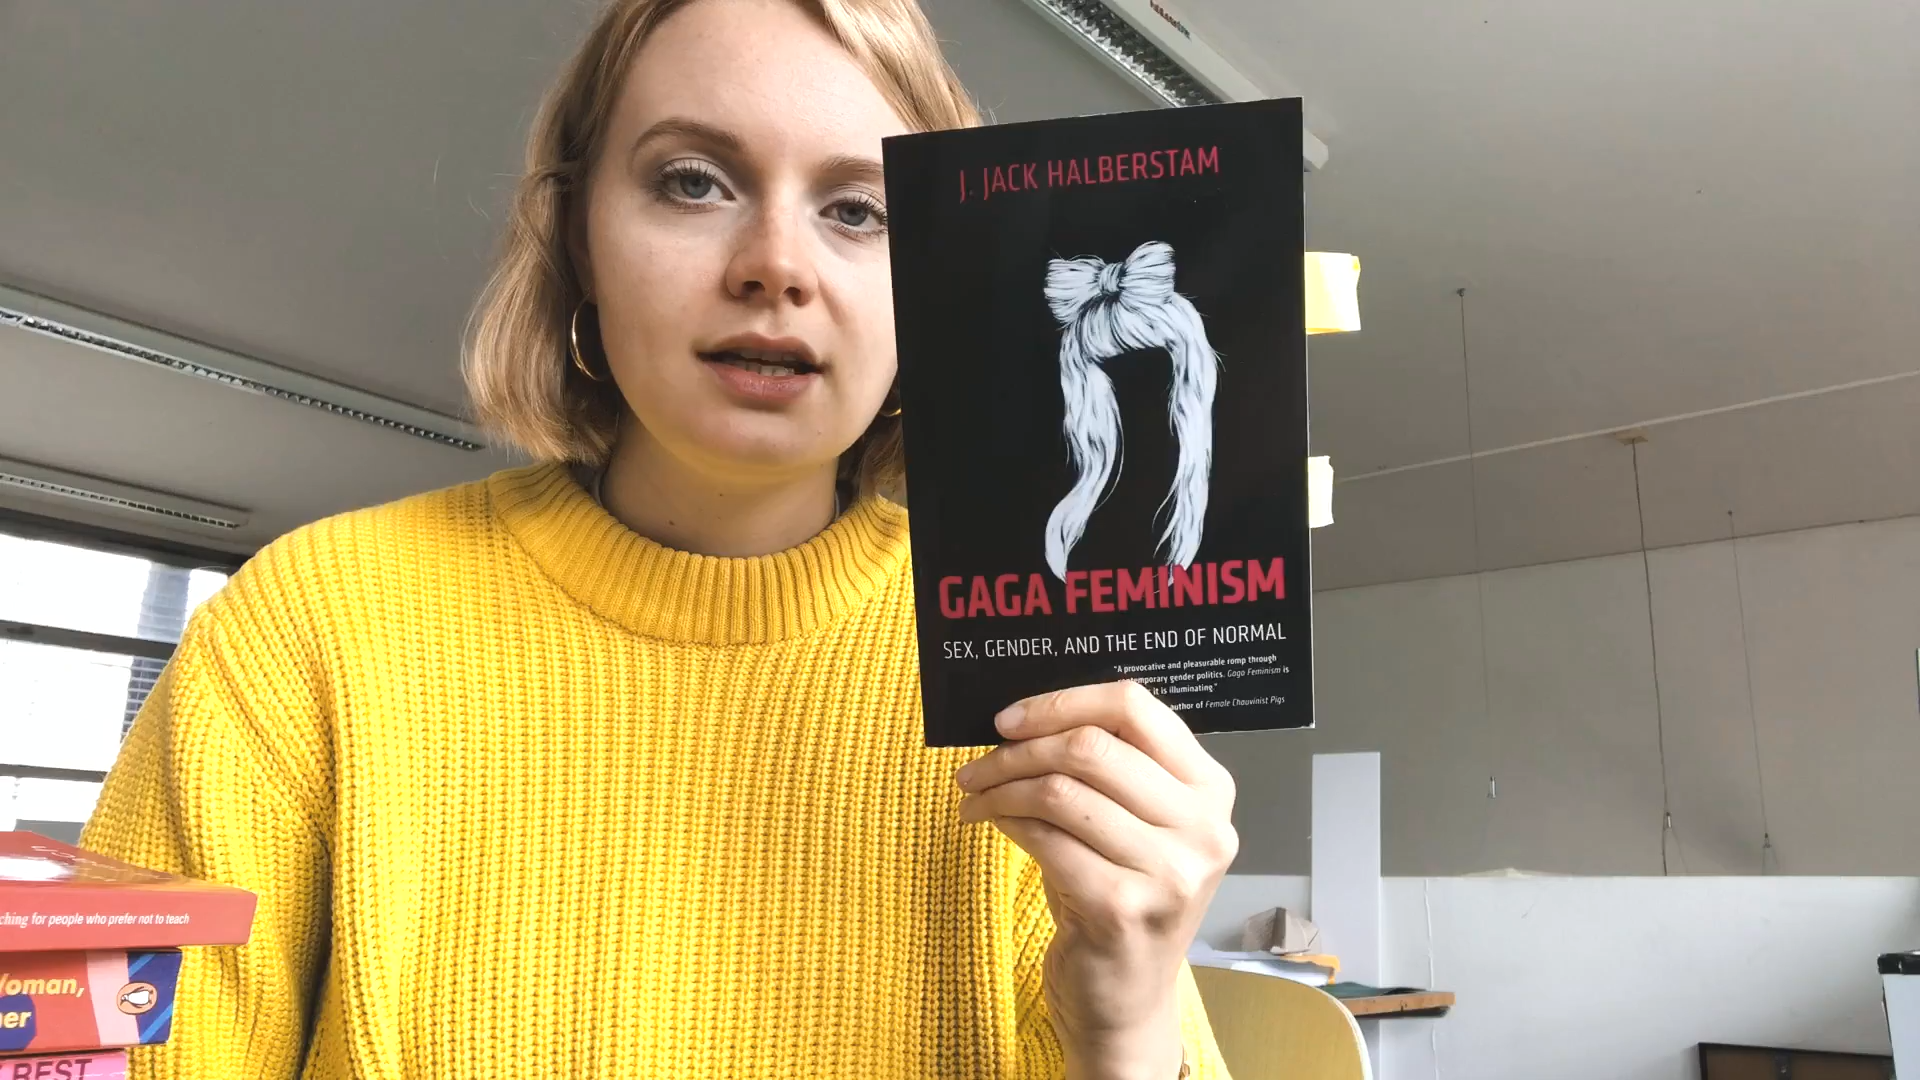 J. JACK HALBERSTAM
GAGA FEMINISM
SEX, GENDER, AND THE END OF NORMAL
"A provocative and pleasurable romp through
contemporary gender politics. Gaga Feminism is
it is illuminating."
author of Female Chauvinist Pigs
ching for people who prefer not to teach
Woman,
er
REST